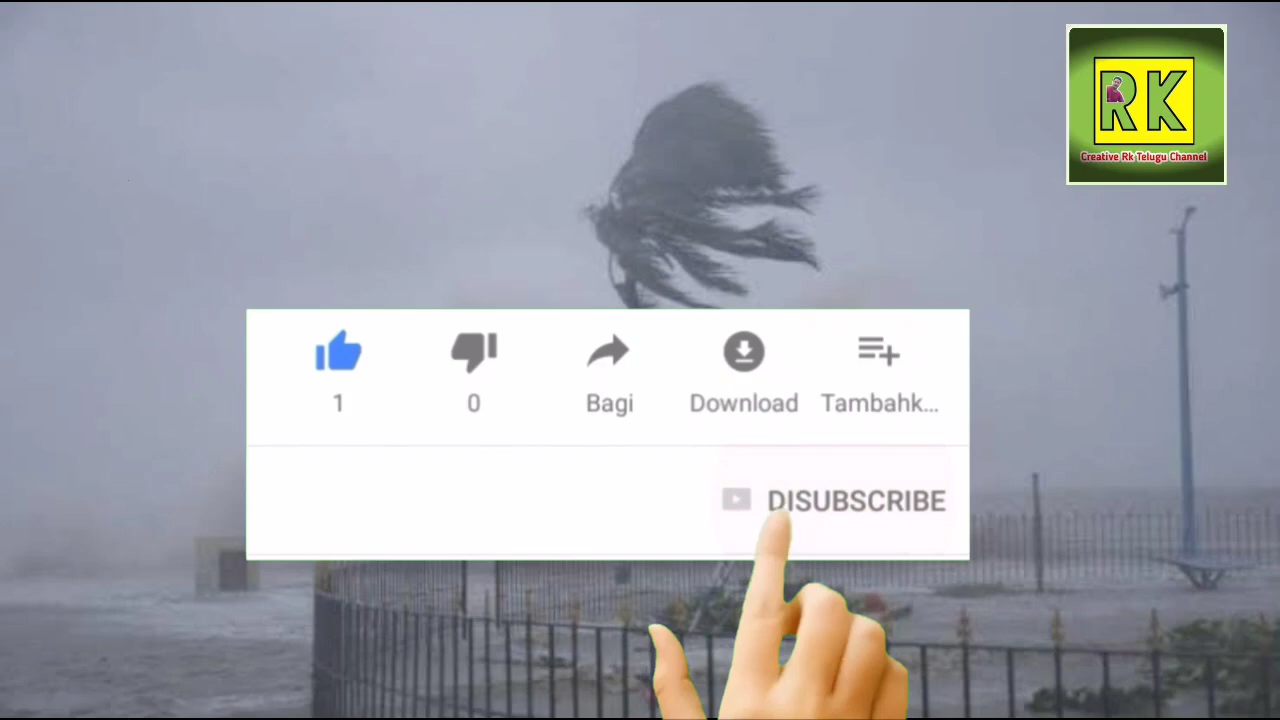 RK
Creative Rk Telugu Channel
1
0
Bagi
Download
Tambahk...
DISUBSCRIBE